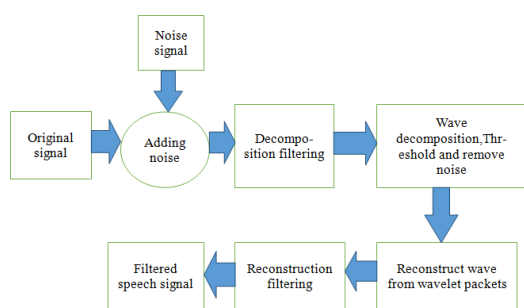 Noise
signal
Original
signal
Adding
noise
Decompo-
sition filtering
Wave
decomposition,Thr-
eshold and remove
noise
Reconstruct wave
from wavelet packets
Reconstruction
filtering
Filtered
speech signal